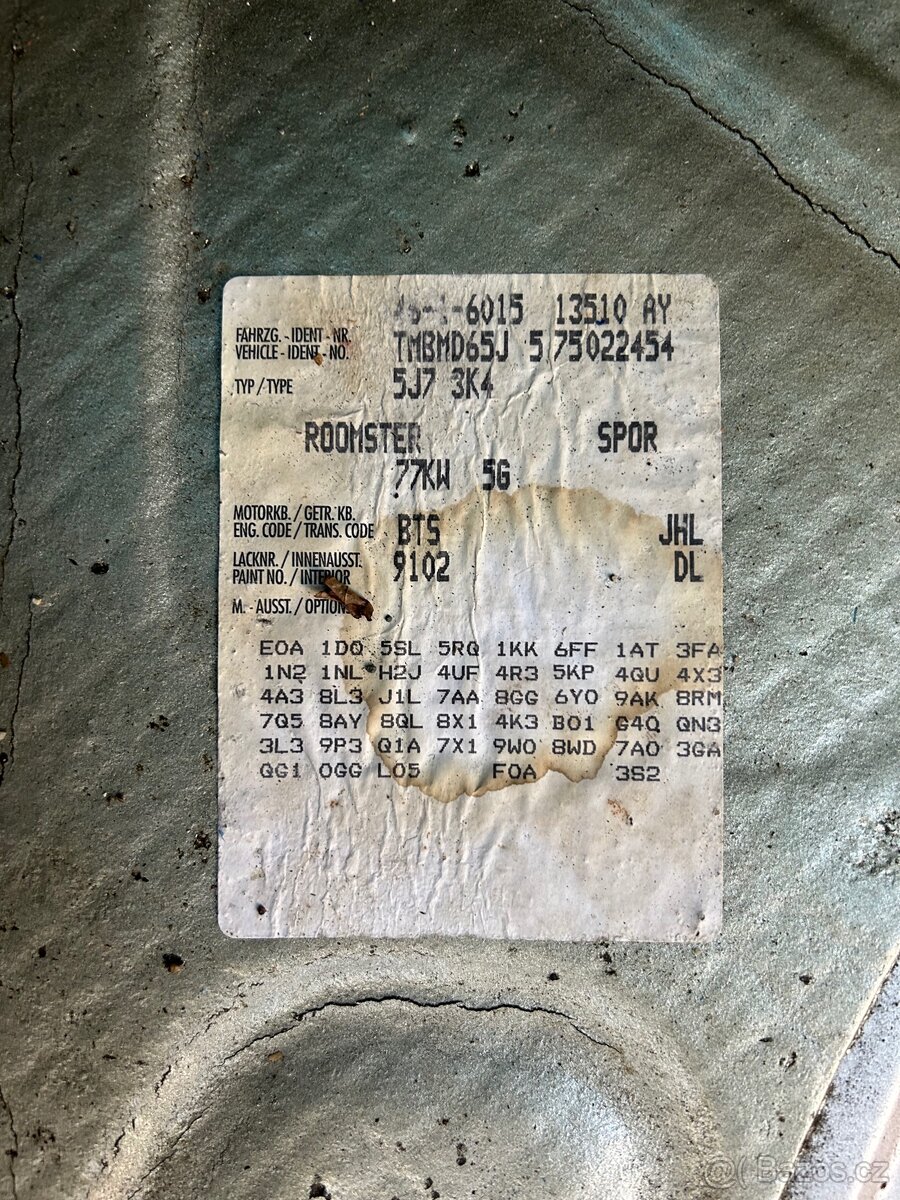 -6015 13510 AY
FAHRZG. - IDENT - NR.
VEHICLE - IDENT - NO. TMBMD65J 5 75022454
TYP / TYPE 5J7 3K4
ROOMSTER SPOR
77KW 5G
MOTORKB. / GETR. KB.
ENG. CODE / TRANS. CODE BTS JHL
LACKNR. / INNENAUSST.
PAINT NO. / INTERIOR 9102 DL
M. - AUSST. / OPTIONS
E0A 1D0 5SL 5RQ 1KK 6FF 1AT 3FA
1N2 1NL H2J 4UF 4R3 5KP 4QU 4X3
4A3 8L3 J1L 7AA 8GG 6Y0 9AK 8RM
7Q5 8AY 8QL 8X1 4K3 B01 G4Q QN3
3L3 9P3 Q1A 7X1 9W0 8WD 7A0 3GA
QG1 0GG L05 F0A 3S2
Bazos.cz